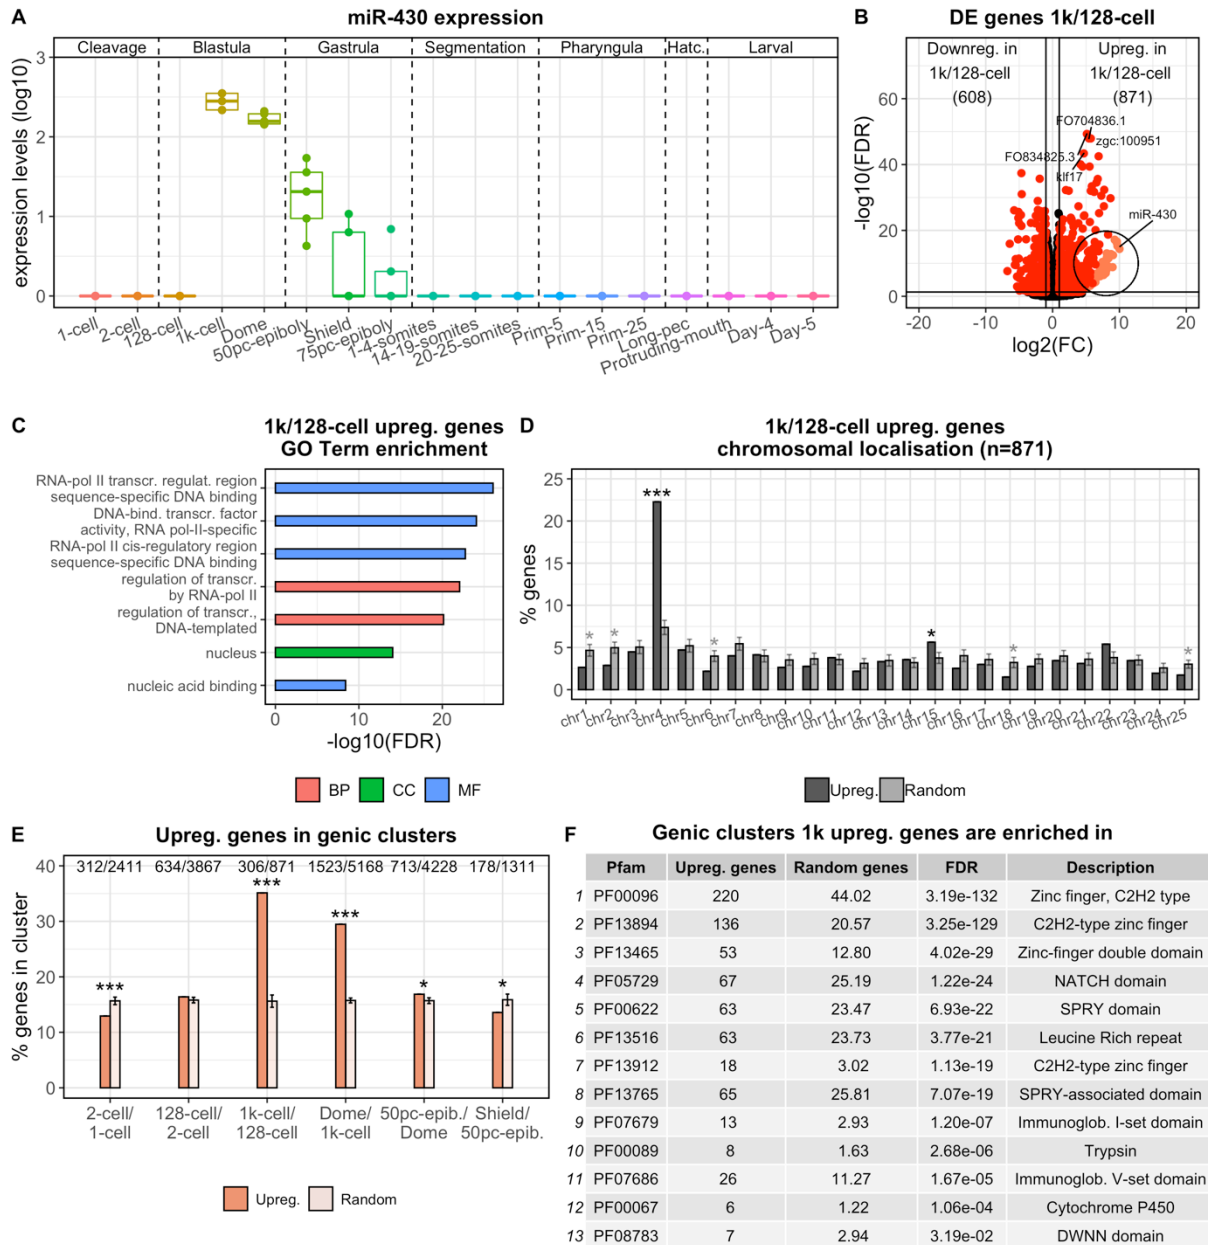 A
miR-430 expression
Cleavage Blastula Gastrula Segmentation Pharyngula Hatc. Larval
expression levels (log10)
3
2
1
0
1-cell 2-cell 128-cell 1k-cell Dome 50pc-epiboly Shield 75pc-epiboly 1-4-somites 14-19-somites 20-25-somites Prim-5 Prim-15 Prim-25 Long-pec Protruding-mouth Day-4 Day-5
B
DE genes 1k/128-cell
Downreg. in
1k/128-cell
(608)
Upreg. in
1k/128-cell
(871)
FO704836.1
zgc:100951
FO834825.3
klf17
miR-430
-log10(FDR)
60
40
20
0
-20 -10 0 10 20
log2(FC)
C
1k/128-cell upreg. genes
GO Term enrichment
RNA-pol II transcr. regulat. region
sequence-specific DNA binding
DNA-bind. transcr. factor
activity, RNA pol-II-specific
RNA-pol II cis-regulatory region
sequence-specific DNA binding
regulation of transcr.
by RNA-pol II
regulation of transcr.,
DNA-templated
nucleus
nucleic acid binding
0 10 20
-log10(FDR)
BP CC MF
D
1k/128-cell upreg. genes
chromosomal localisation (n=871)
% genes
25
20
15
10
5
0
*
*
***
*
*
*
*
chr1 chr2 chr3 chr4 chr5 chr6 chr7 chr8 chr9 chr10 chr11 chr12 chr13 chr14 chr15 chr16 chr17 chr18 chr19 chr20 chr21 chr22 chr23 chr24 chr25
Upreg. Random
E
Upreg. genes in genic clusters
312/2411 634/3867 306/871 1523/5168 713/4228 178/1311
*** *** *** * *
% genes in cluster
40
30
20
10
0
2-cell/ 128-cell/ 1k-cell/ Dome/ 50pc-epib./ Shield/
1-cell 2-cell 128-cell 1k-cell Dome 50pc-epib.
Upreg. Random
F
Genic clusters 1k upreg. genes are enriched in
Pfam Upreg. genes Random genes FDR Description
1 PF00096 220 44.02 3.19e-132 Zinc finger, C2H2 type
2 PF13894 136 20.57 3.25e-129 C2H2-type zinc finger
3 PF13465 53 12.80 4.02e-29 Zinc-finger double domain
4 PF05729 67 25.19 1.22e-24 NATCH domain
5 PF00622 63 23.47 6.93e-22 SPRY domain
6 PF13516 63 23.73 3.77e-21 Leucine Rich repeat
7 PF13912 18 3.02 1.13e-19 C2H2-type zinc finger
8 PF13765 65 25.81 7.07e-19 SPRY-associated domain
9 PF07679 13 2.93 1.20e-07 Immunoglob. I-set domain
10 PF00089 8 1.63 2.68e-06 Trypsin
11 PF07686 26 11.27 1.67e-05 Immunoglob. V-set domain
12 PF00067 6 1.22 1.06e-04 Cytochrome P450
13 PF08783 7 2.94 3.19e-02 DWNN domain